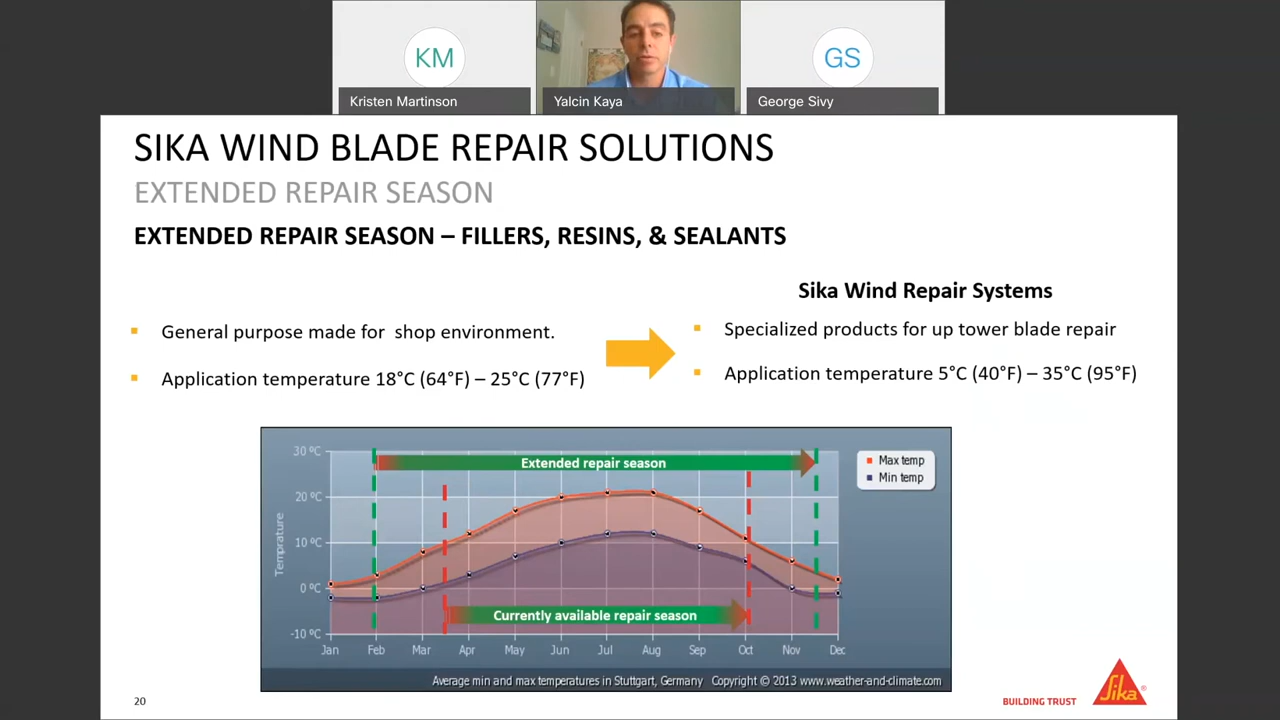 KM
GS
Kristen Martinson
Yalcin Kaya
George Sivy
SIKA WIND BLADE REPAIR SOLUTIONS
EXTENDED REPAIR SEASON
EXTENDED REPAIR SEASON – FILLERS, RESINS, & SEALANTS
General purpose made for shop environment.
Application temperature 18°C (64°F) – 25°C (77°F)
Sika Wind Repair Systems
Specialized products for up tower blade repair
Application temperature 5°C (40°F) – 35°C (95°F)
30 ºC
20 ºC
10 ºC
0 ºC
-10 ºC
Temprature
Extended repair season
Currently available repair season
Max temp
Min temp
Jan Feb Mar Apr May Jun Jul Aug Sep Oct Nov Dec
Average min and max temperatures in Stuttgart, Germany Copyright © 2013 www.weather-and-climate.com
20
BUILDING TRUST
Sika®